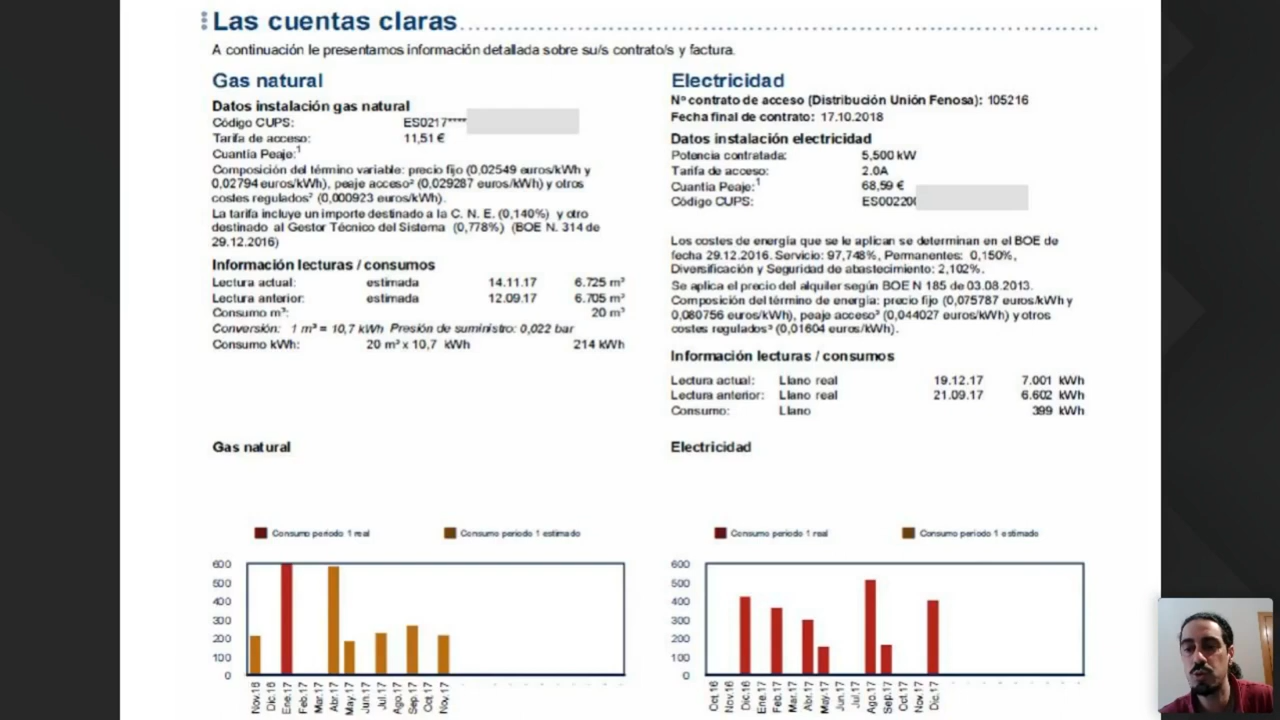 Las cuentas claras
A continuación le presentamos información detallada sobre su/s contrato/s y factura.
Gas natural
Datos instalación gas natural
Código CUPS: ES0217****
Tarifa de acceso: 11,51 €
Cuantía Peaje:¹
Composición del término variable: precio fijo (0,02549 euros/kWh y
0,02794 euros/kWh), peaje acceso² (0,029287 euros/kWh) y otros
costes regulados³ (0,000923 euros/kWh).
La tarifa incluye un importe destinado a la C. N. E. (0,140%) y otro
destinado al Gestor Técnico del Sistema (0,778%) (BOE N. 314 de
29.12.2016)
Información lecturas / consumos
Lectura actual: estimada 14.11.17 6.725 m³
Lectura anterior: estimada 12.09.17 6.705 m³
Consumo m³: 20 m³
Conversión: 1 m³ = 10,7 kWh Presión de suministro: 0,022 bar
Consumo kWh: 20 m³ x 10,7 kWh 214 kWh
Gas natural
Consumo periodo 1 real Consumo periodo 1 estimado
600
500
400
300
200
100
0
Nov.16 Dic.16 Ene.17 Feb.17 Mar.17 Abr.17 May.17 Jun.17 Jul.17 Ago.17 Sep.17 Oct.17 Nov.17
Electricidad
Nº contrato de acceso (Distribución Unión Fenosa): 105216
Fecha final de contrato: 17.10.2018
Datos instalación electricidad
Potencia contratada: 5,500 kW
Tarifa de acceso: 2.0A
Cuantía Peaje:¹ 68,59 €
Código CUPS: ES002200
Los costes de energía que se le aplican se determinan en el BOE de
fecha 29.12.2016. Servicio: 97,748%, Permanentes: 0,150%,
Diversificación y Seguridad de abastecimiento: 2,102%.
Se aplica el precio del alquiler según BOE N 185 de 03.08.2013.
Composición del término de energía: precio fijo (0,075787 euros/kWh y
0,080756 euros/kWh), peaje acceso³ (0,044027 euros/kWh) y otros
costes regulados³ (0,01604 euros/kWh).
Información lecturas / consumos
Lectura actual: Llano real 19.12.17 7.001 kWh
Lectura anterior: Llano real 21.09.17 6.602 kWh
Consumo: Llano 399 kWh
Electricidad
Consumo periodo 1 real Consumo periodo 1 estimado
600
500
400
300
200
100
0
Oct.16 Nov.16 Dic.16 Ene.17 Feb.17 Mar.17 Abr.17 May.17 Jun.17 Jul.17 Ago.17 Sep.17 Oct.17 Nov.17 Dic.17